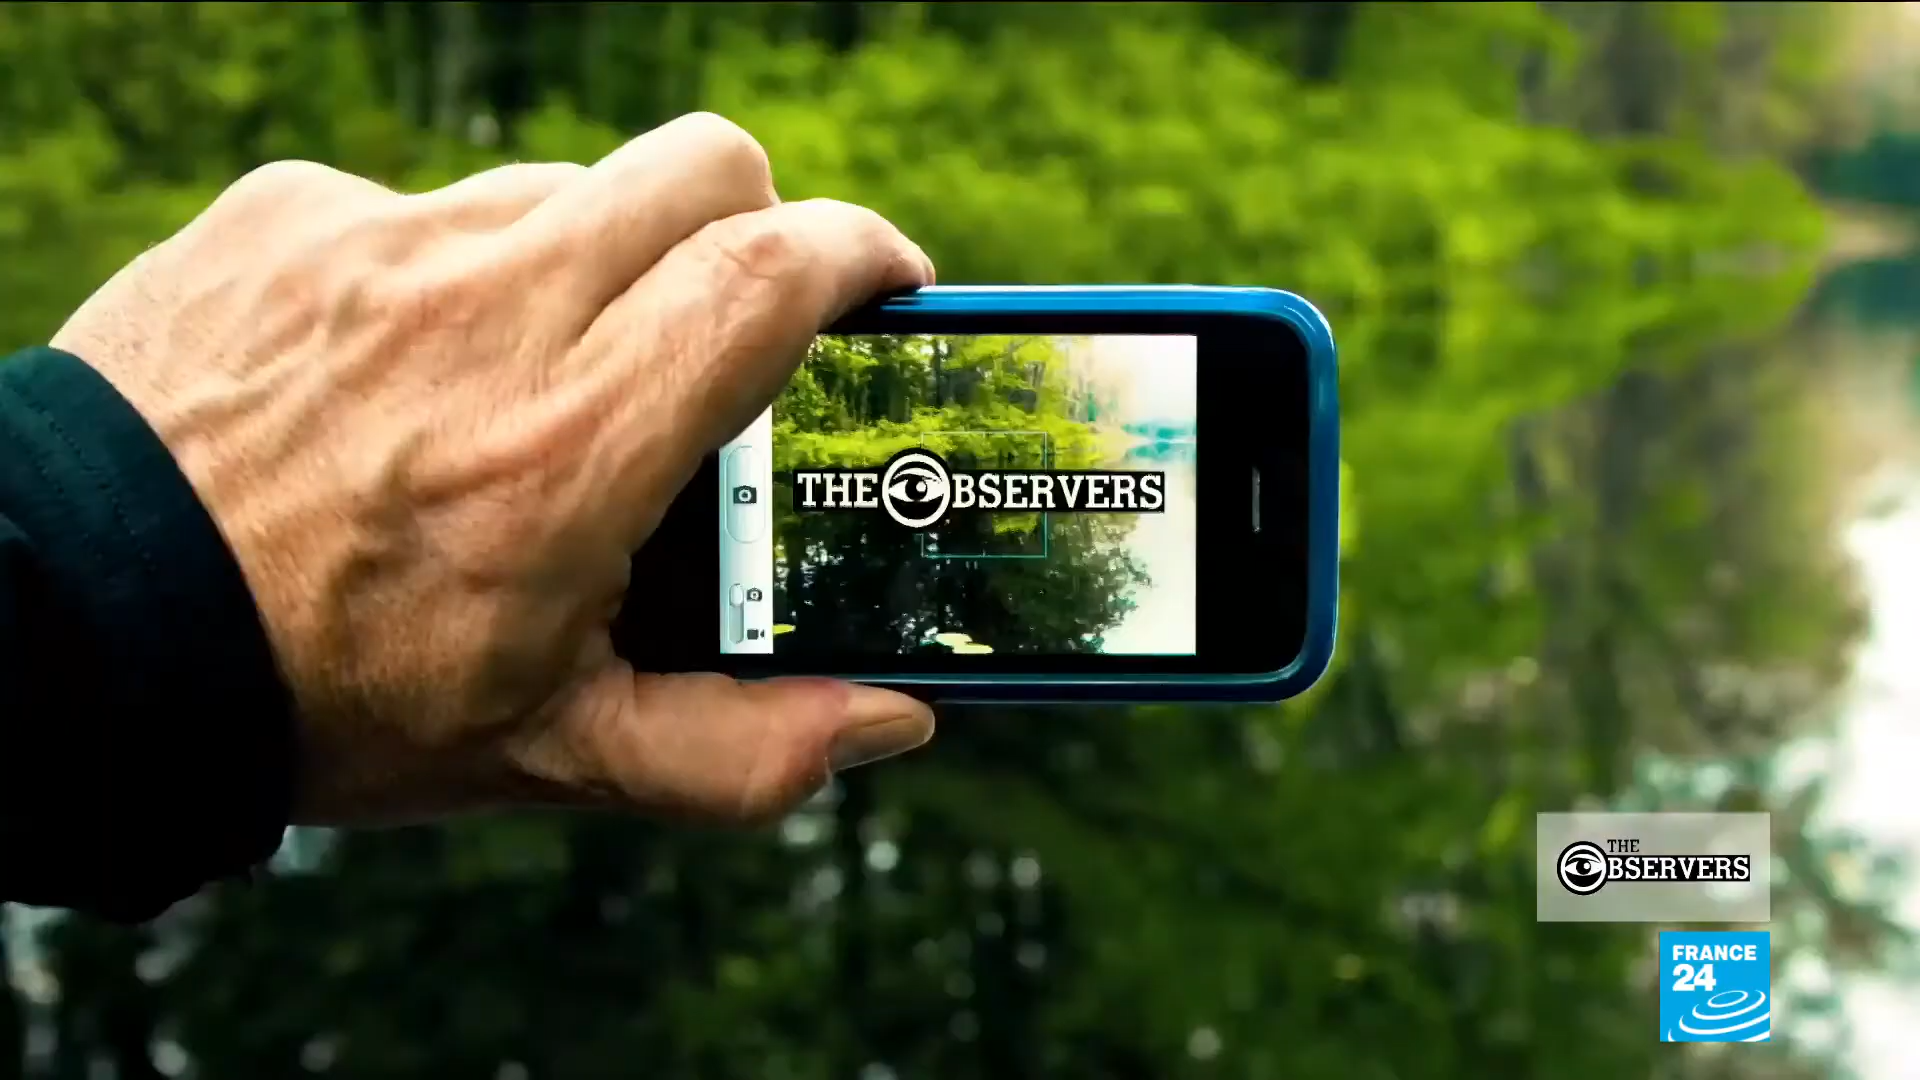 THE OBSERVERS
THE
OBSERVERS
FRANCE
24